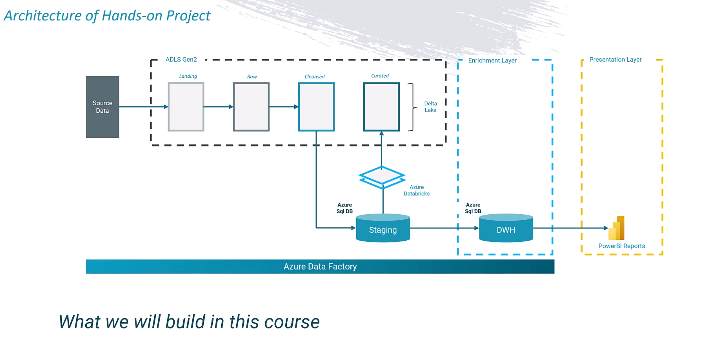 Architecture of Hands-on Project
ADLS Gen2
Enrichment Layer
Presentation Layer
Landing
Raw
Cleansed
Curated
Source
Data
Delta
Lake
Azure
Databricks
Azure
Sql DB
Azure
Sql DB
Staging
DWH
PowerBI Reports
Azure Data Factory
What we will build in this course